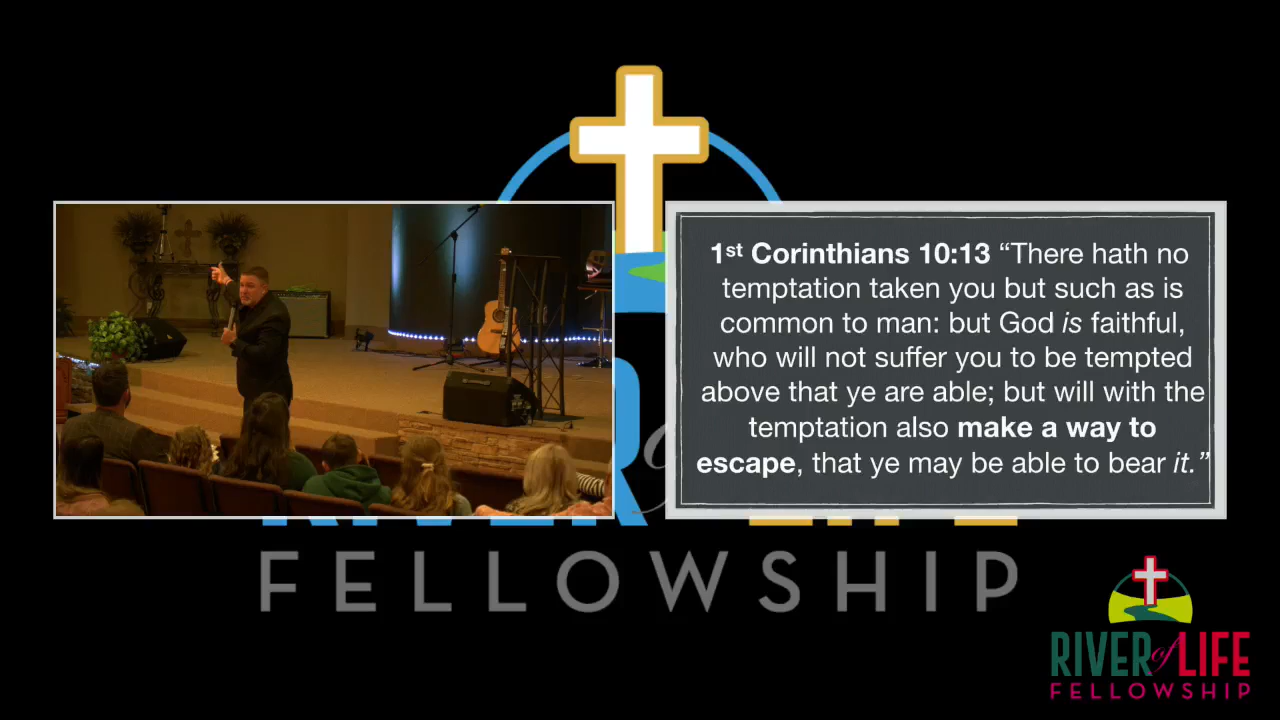 1st Corinthians 10:13 “There hath no
temptation taken you but such as is
common to man: but God is faithful,
who will not suffer you to be tempted
above that ye are able; but will with the
temptation also make a way to
escape, that ye may be able to bear it.”
FELLOWSHIP
RIVER of LIFE
FELLOWSHIP